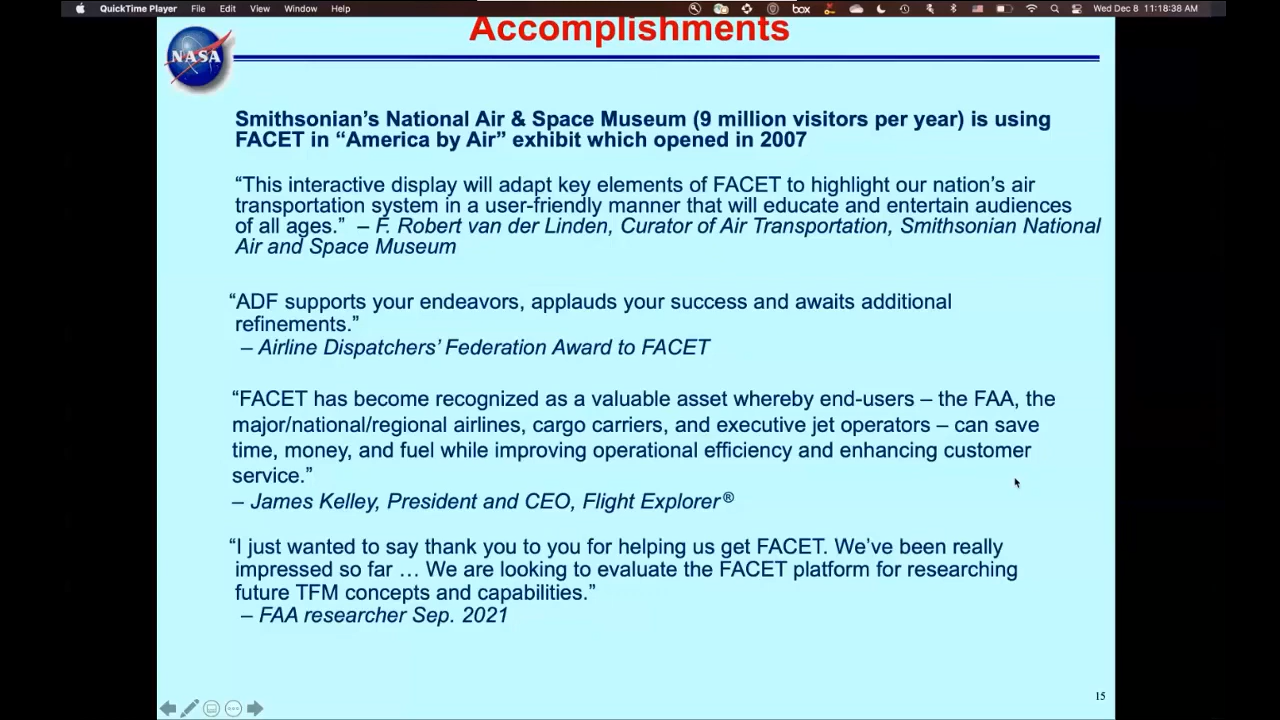 QuickTime Player File Edit View Window Help box Wed Dec 8 11:18:38 AM
Accomplishments
NASA
Smithsonian's National Air & Space Museum (9 million visitors per year) is using
FACET in “America by Air” exhibit which opened in 2007
“This interactive display will adapt key elements of FACET to highlight our nation's air
transportation system in a user-friendly manner that will educate and entertain audiences
of all ages.” – F. Robert van der Linden, Curator of Air Transportation, Smithsonian National
Air and Space Museum
“ADF supports your endeavors, applauds your success and awaits additional
refinements.”
– Airline Dispatchers' Federation Award to FACET
“FACET has become recognized as a valuable asset whereby end-users – the FAA, the
major/national/regional airlines, cargo carriers, and executive jet operators – can save
time, money, and fuel while improving operational efficiency and enhancing customer
service.”
– James Kelley, President and CEO, Flight Explorer®
“I just wanted to say thank you to you for helping us get FACET. We've been really
impressed so far … We are looking to evaluate the FACET platform for researching
future TFM concepts and capabilities.”
– FAA researcher Sep. 2021
15